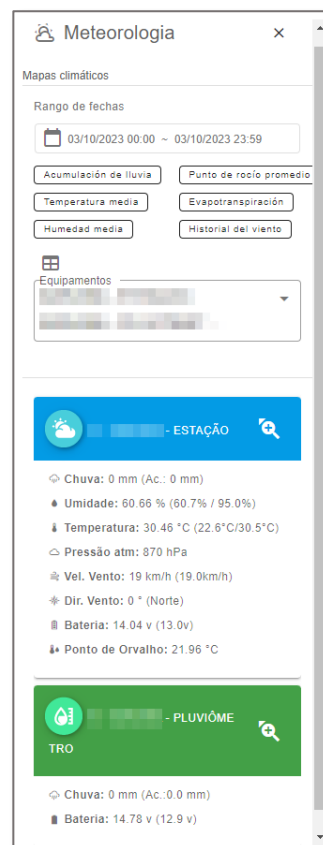 Meteorologia ×
Mapas climáticos
Rango de fechas
03/10/2023 00:00 ~ 03/10/2023 23:59
Acumulación de lluvia Punto de rocío promedio
Temperatura media Evapotranspiración
Humedad media Historial del viento
Equipamentos
- ESTAÇÃO
Chuva: 0 mm (Ac.: 0 mm)
Umidade: 60.66 % (60.7% / 95.0%)
Temperatura: 30.46 °C (22.6°C/30.5°C)
Pressão atm: 870 hPa
Vel. Vento: 19 km/h (19.0km/h)
Dir. Vento: 0 ° (Norte)
Bateria: 14.04 v (13.0v)
Ponto de Orvalho: 21.96 °C
- PLUVIÔME
TRO
Chuva: 0 mm (Ac.:0.0 mm)
Bateria: 14.78 v (12.9 v)